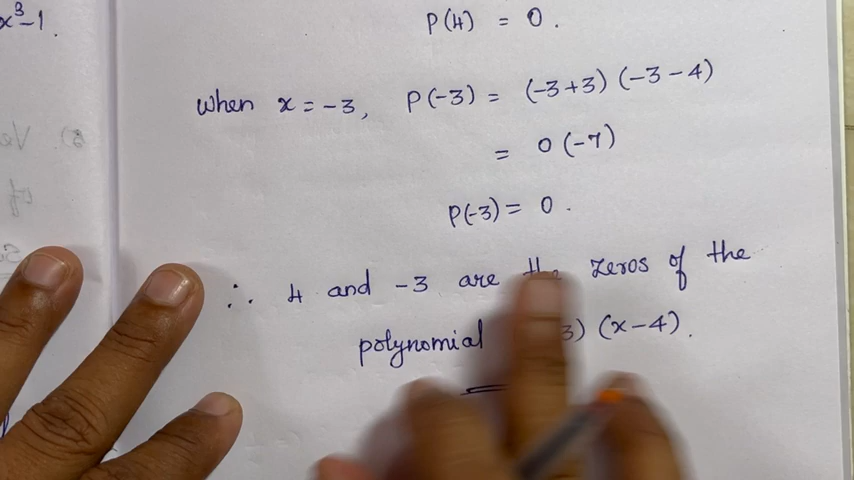 x³-1.
P(4) = 0.
When x = -3, P(-3) = (-3+3) (-3-4)
= 0 (-7)
P(-3) = 0.
∴ 4 and -3 are the zeros of the
polynomial 3) (x-4).